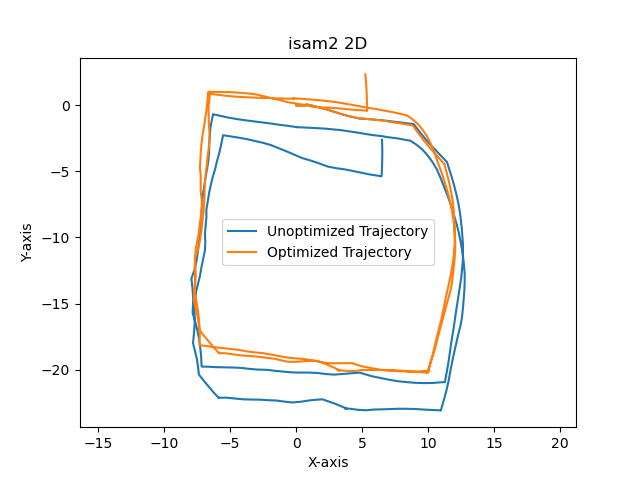 isam2 2D
0
−5
−10
−15
−20
Y-axis
Unoptimized Trajectory
Optimized Trajectory
−15
−10
−5
0
5
10
15
20
X-axis